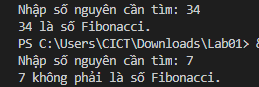 Nhập số nguyên cần tìm: 34
34 là số Fibonacci.
PS C:\Users\CICT\Downloads\Lab01> &
Nhập số nguyên cần tìm: 7
7 không phải là số Fibonacci.